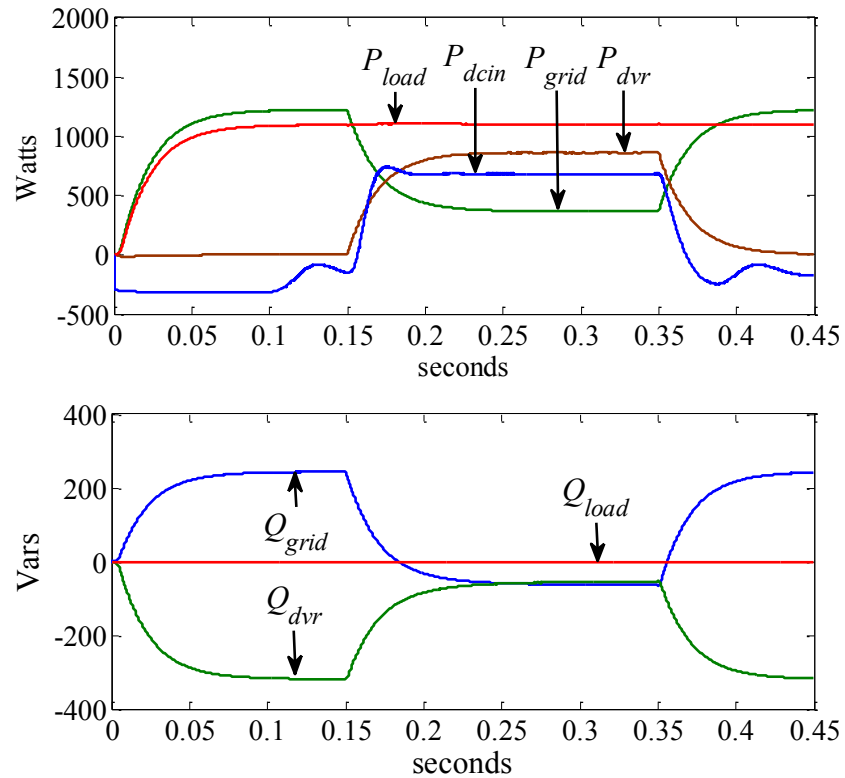 2000
1500
1000
500
0
-500
Watts
P_load P_dcin P_grid P_dvr
0 0.05 0.1 0.15 0.2 0.25 0.3 0.35 0.4 0.45
seconds
400
200
0
-200
-400
Vars
Q_load
Q_grid
Q_dvr
0 0.05 0.1 0.15 0.2 0.25 0.3 0.35 0.4 0.45
seconds